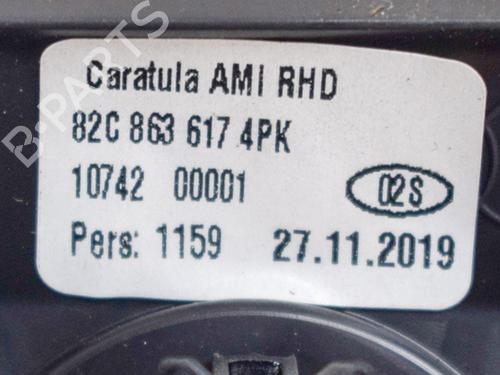 B-PARTS
Caratula AMI RHD
82C 863 617 4PK
10742 00001 02S
Pers: 1159 27.11.2019